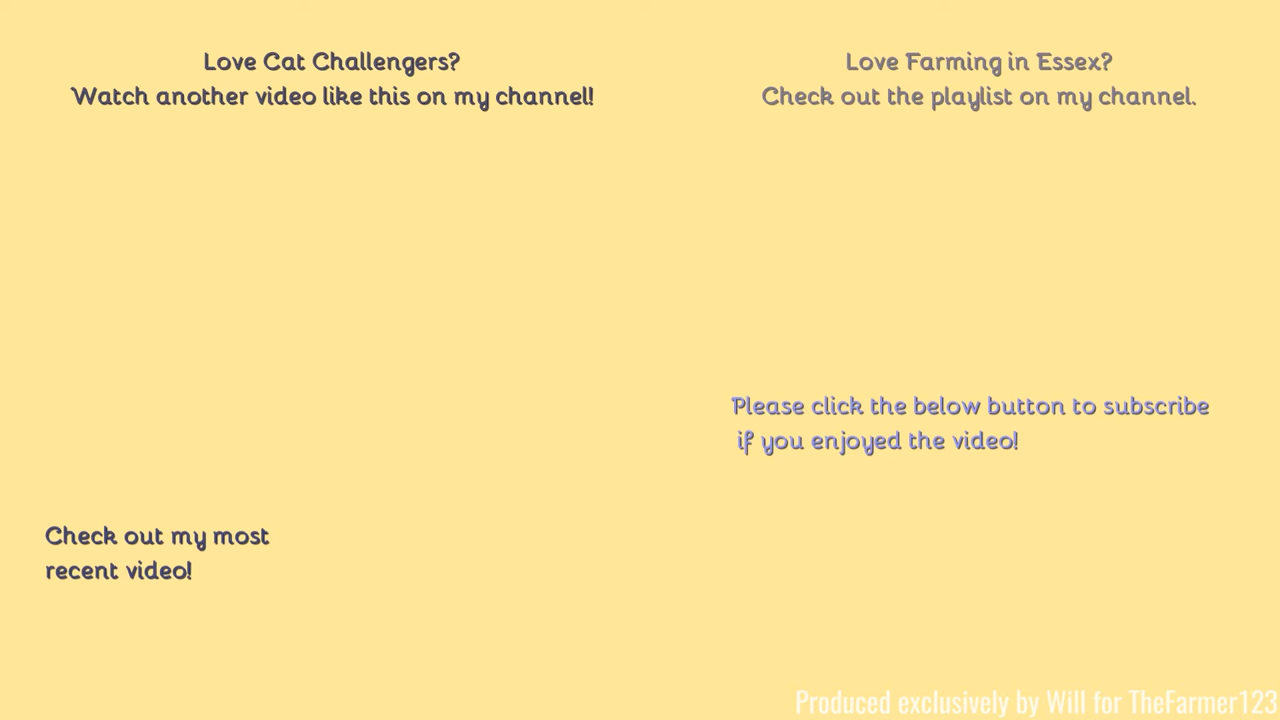 Love Cat Challengers?
Watch another video like this on my channel!
Love Farming in Essex?
Check out the playlist on my channel.
Please click the below button to subscribe
if you enjoyed the video!
Check out my most
recent video!
Produced exclusively by Will for TheFarmer123